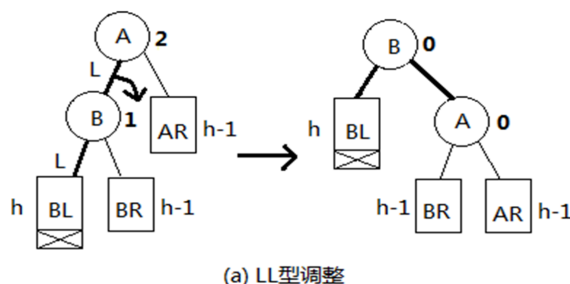 A 2
B 0
L
B 1
AR h-1
h BL
A 0
L
h BL
BR h-1
h-1 BR
AR h-1
(a) LL型调整